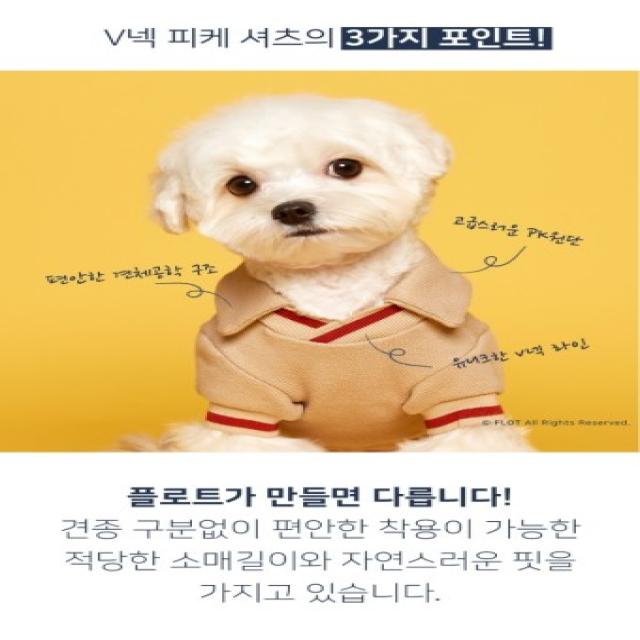 V넥 피케 셔츠의 3가지 포인트!
고급스러운 PK원단
편안한 견체공학 구조
유니크한 V넥 라인
© FLOT All Rights Reserved.
플로트가 만들면 다릅니다!
견종 구분없이 편안한 착용이 가능한
적당한 소매길이와 자연스러운 핏을
가지고 있습니다.